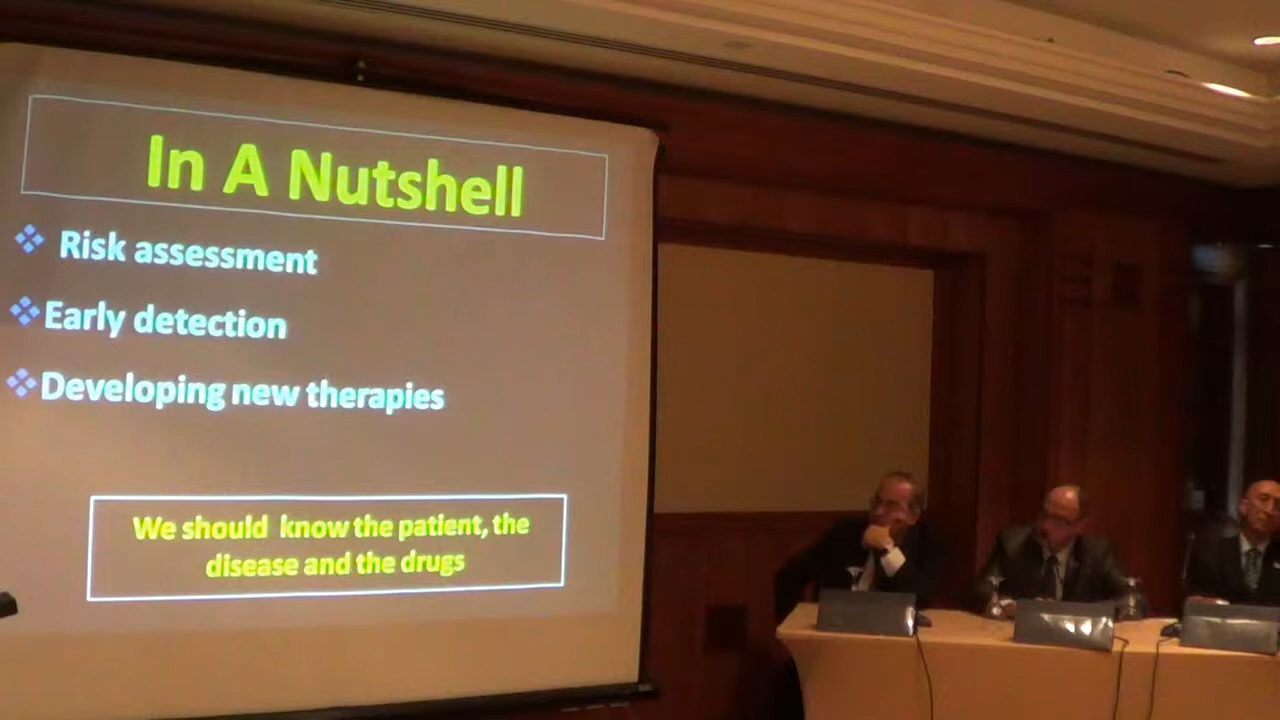 In A Nutshell
Risk assessment
Early detection
Developing new therapies
We should know the patient, the
disease and the drugs